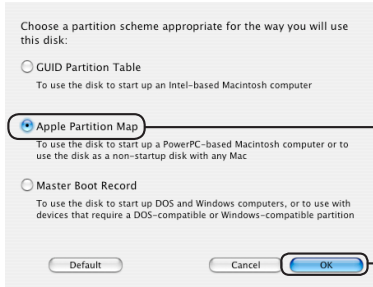 Choose a partition scheme appropriate for the way you will use
this disk:
GUID Partition Table
To use the disk to start up an Intel-based Macintosh computer
Apple Partition Map
To use the disk to start up a PowerPC-based Macintosh computer or to
use the disk as a non-startup disk with any Mac
Master Boot Record
To use the disk to start up DOS and Windows computers, or to use with
devices that require a DOS-compatible or Windows-compatible partition
Default Cancel OK